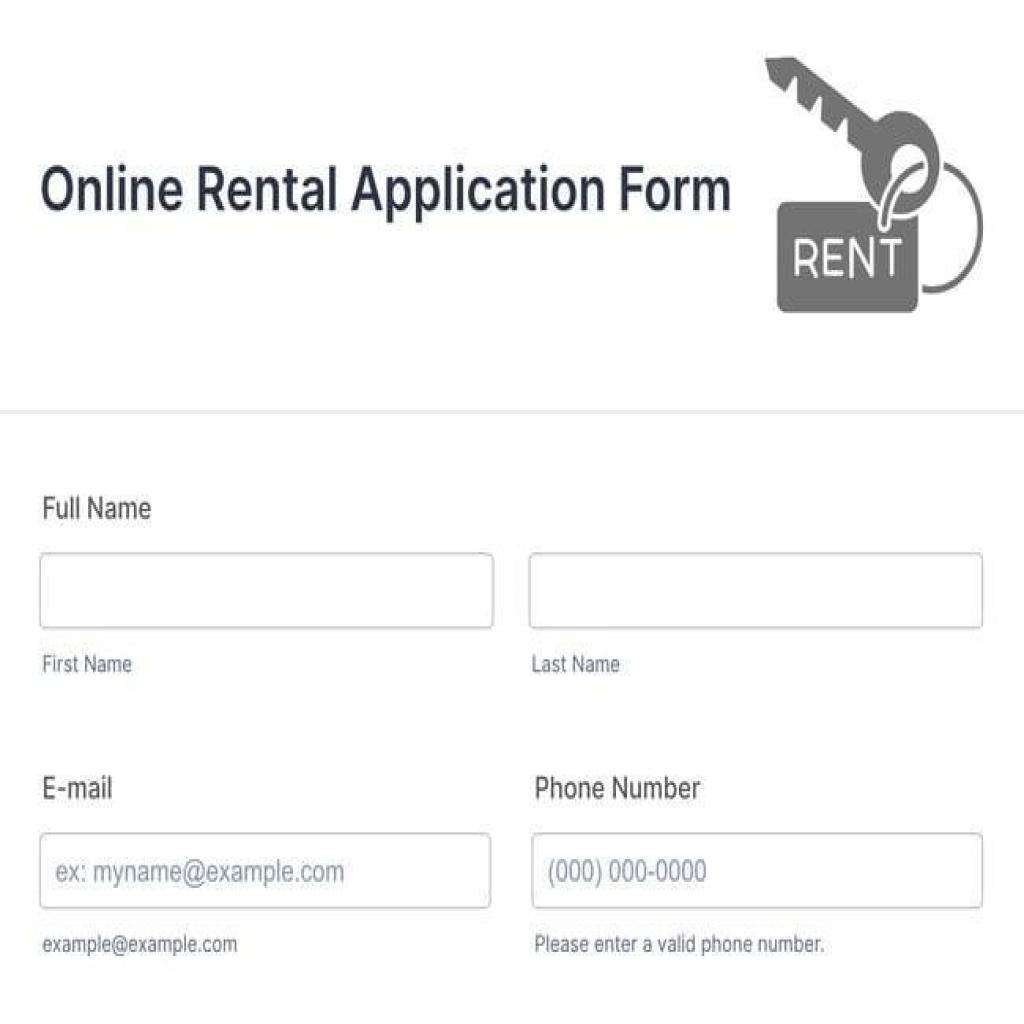 Online Rental Application Form
RENT
Full Name
First Name
Last Name
E-mail
Phone Number
ex: myname@example.com
(000) 000-0000
example@example.com
Please enter a valid phone number.